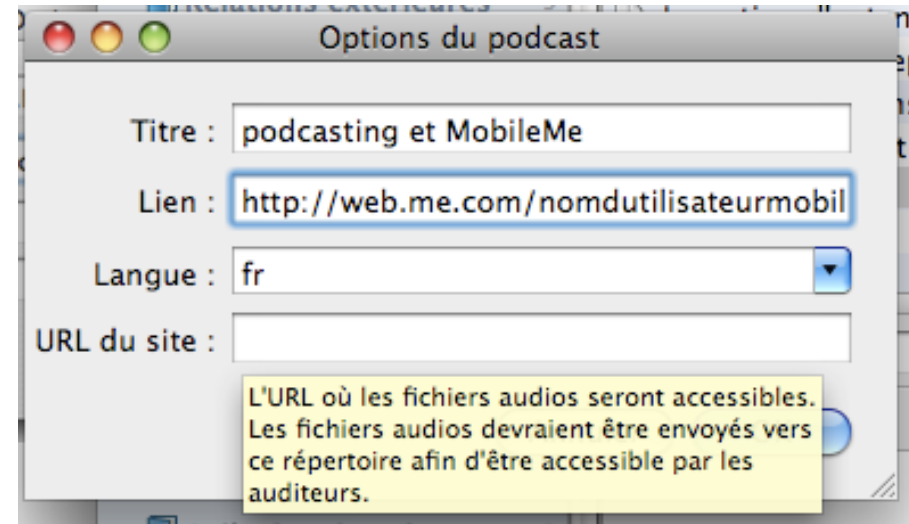 Relations extérieures
Options du podcast
Titre : podcasting et MobileMe
Lien : http://web.me.com/nomdutilisateurmobil
Langue : fr
URL du site :
L'URL où les fichiers audios seront accessibles.
Les fichiers audios devraient être envoyés vers
ce répertoire afin d'être accessible par les
auditeurs.